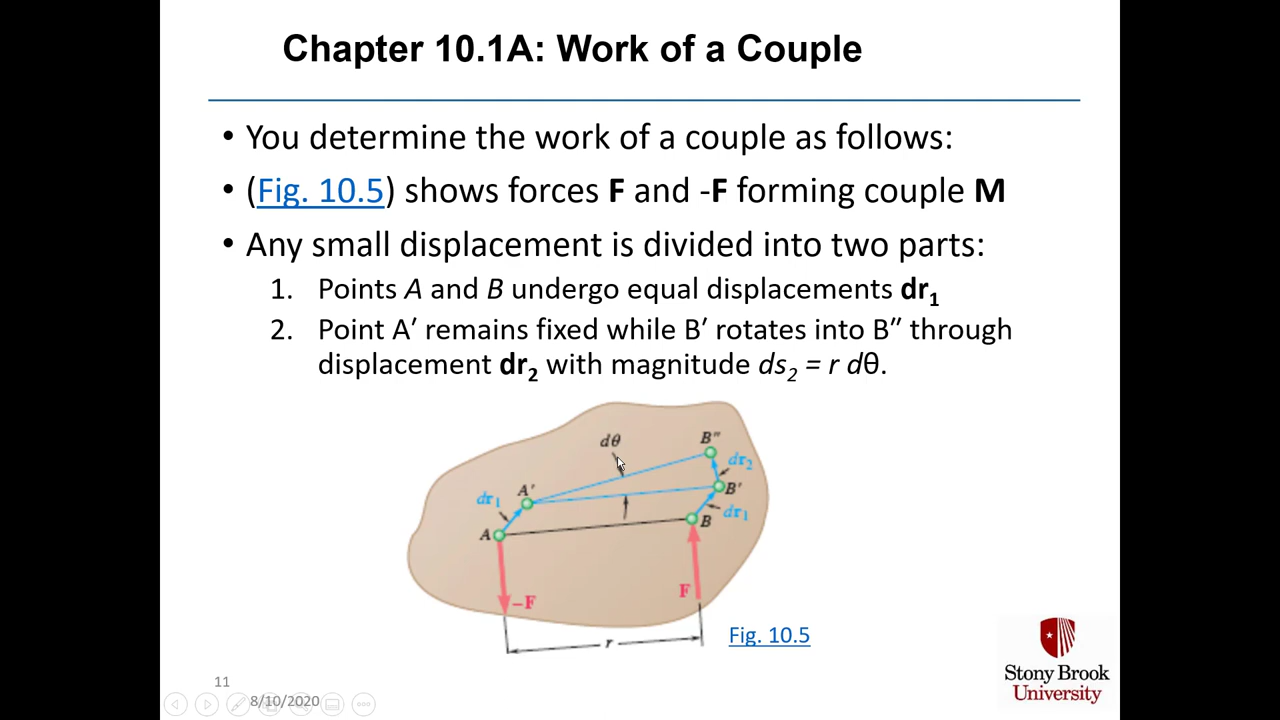 Chapter 10.1A: Work of a Couple
• You determine the work of a couple as follows:
• (Fig. 10.5) shows forces F and -F forming couple M
• Any small displacement is divided into two parts:
1. Points A and B undergo equal displacements dr1
2. Point A′ remains fixed while B′ rotates into B″ through
displacement dr2 with magnitude ds2 = r dθ.
dθ
B″
dr2
A′
dr1
B′
dr1
A
B
-F
F
r
Fig. 10.5
Stony Brook
University
11
8/10/2020